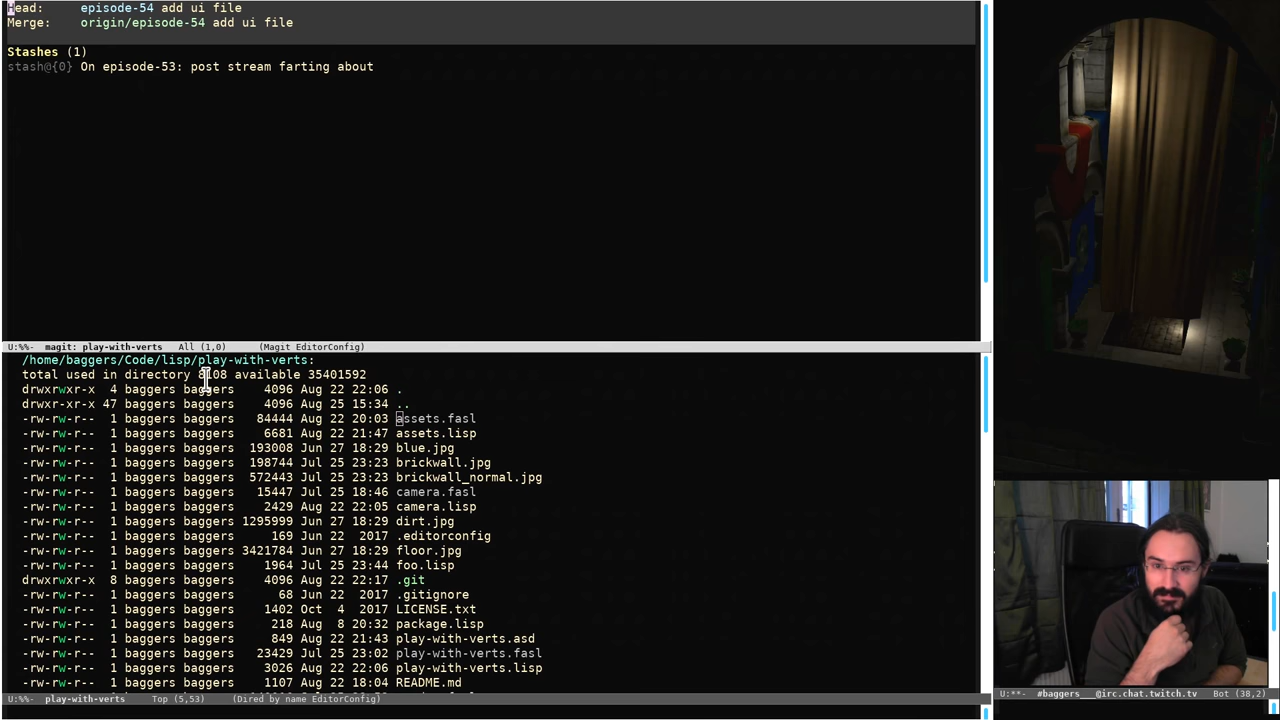 Head:     episode-54 add ui file
Merge:    origin/episode-54 add ui file
Stashes (1)
stash@{0} On episode-53: post stream farting about
U:%%-  magit: play-with-verts   All (1,0)     (Magit EditorConfig)
/home/baggers/Code/lisp/play-with-verts:
total used in directory 8108 available 35401592
drwxrwxr-x  4 baggers baggers    4096 Aug 22 22:06 .
drwxr-xr-x 47 baggers baggers    4096 Aug 25 15:34 ..
-rw-rw-r--  1 baggers baggers   84444 Aug 22 20:03 assets.fasl
-rw-rw-r--  1 baggers baggers    6681 Aug 22 21:47 assets.lisp
-rw-rw-r--  1 baggers baggers  193008 Jun 27 18:29 blue.jpg
-rw-rw-r--  1 baggers baggers  198744 Jul 25 23:23 brickwall.jpg
-rw-rw-r--  1 baggers baggers  572443 Jul 25 23:23 brickwall_normal.jpg
-rw-rw-r--  1 baggers baggers   15447 Jul 25 18:46 camera.fasl
-rw-rw-r--  1 baggers baggers    2429 Aug 22 22:05 camera.lisp
-rw-rw-r--  1 baggers baggers 1295999 Jun 27 18:29 dirt.jpg
-rw-rw-r--  1 baggers baggers     169 Jun 22  2017 .editorconfig
-rw-rw-r--  1 baggers baggers 3421784 Jun 27 18:29 floor.jpg
-rw-rw-r--  1 baggers baggers    1964 Jul 25 23:44 foo.lisp
drwxrwxr-x  8 baggers baggers    4096 Aug 22 22:17 .git
-rw-rw-r--  1 baggers baggers      68 Jun 22  2017 .gitignore
-rw-rw-r--  1 baggers baggers    1402 Oct  4  2017 LICENSE.txt
-rw-rw-r--  1 baggers baggers     218 Aug  8 20:32 package.lisp
-rw-rw-r--  1 baggers baggers     849 Aug 22 21:43 play-with-verts.asd
-rw-rw-r--  1 baggers baggers   23429 Jul 25 23:02 play-with-verts.fasl
-rw-rw-r--  1 baggers baggers    3026 Aug 22 22:06 play-with-verts.lisp
-rw-rw-r--  1 baggers baggers    1107 Aug 22 18:04 README.md
U:%%-  play-with-verts    Top (5,53)    (Dired by name EditorConfig)
U:**-  #baggers___@irc.chat.twitch.tv   Bot (38,2)